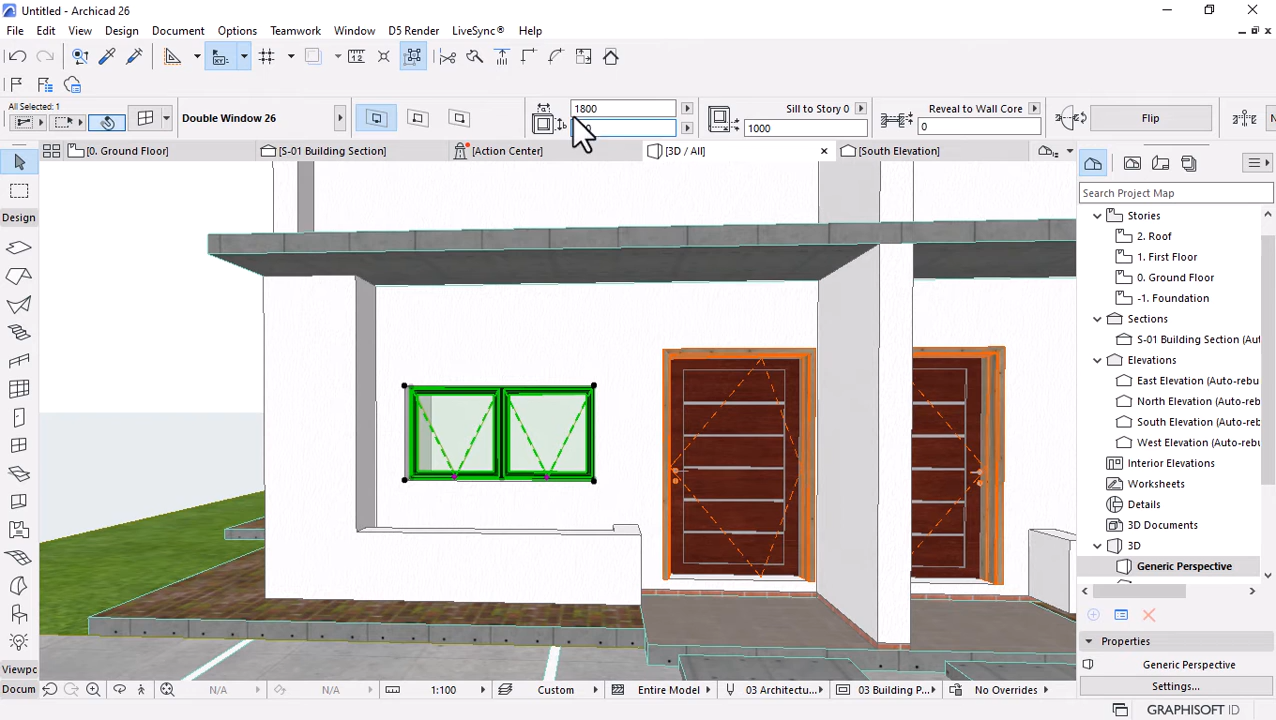 Untitled - Archicad 26
File Edit View Design Document Options Teamwork Window D5 Render LiveSync® Help
All Selected: 1
Double Window 26
1800
Sill to Story 0
1000
Reveal to Wall Core
0
Flip
[0. Ground Floor]
[S-01 Building Section]
[Action Center]
[3D / All]
[South Elevation]
Search Project Map
Design
Stories
2. Roof
1. First Floor
0. Ground Floor
-1. Foundation
Sections
S-01 Building Section (Aut
Elevations
East Elevation (Auto-rebu
North Elevation (Auto-reb
South Elevation (Auto-reb
West Elevation (Auto-rebu
Interior Elevations
Worksheets
Details
3D Documents
3D
Generic Perspective
Properties
Generic Perspective
Settings...
Viewpc
Docum
N/A
N/A
1:100
Custom
Entire Model
03 Architectu...
03 Building P...
No Overrides
GRAPHISOFT ID